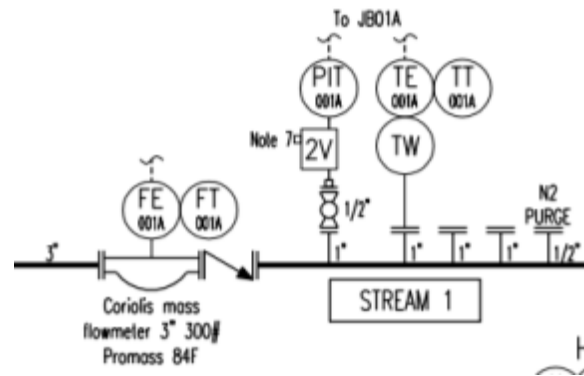 To JB01A
PIT
001A
TE
001A
TT
001A
Note 7
2V
TW
FE
001A
FT
001A
1/2"
N2
PURGE
3"
1"
1"
1"
1"
1/2"
Coriolis mass
flowmeter 3" 300#
Promass 84F
STREAM 1
H